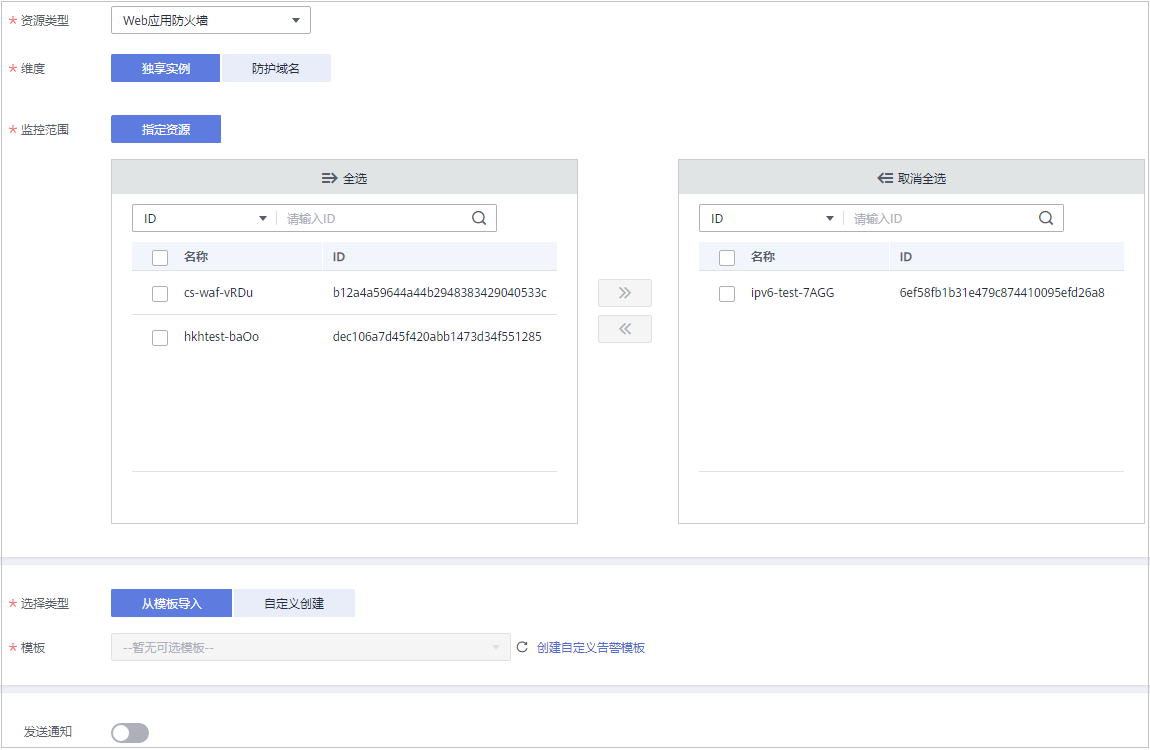 * 资源类型 Web应用防火墙
* 维度 独享实例 防护域名
* 监控范围 指定资源
全选 取消全选
ID 请输入ID ID 请输入ID
名称 ID 名称 ID
cs-waf-vRDu b12a4a59644a44b2948383429040533c ipv6-test-7AGG 6ef58fb1b31e479c874410095efd26a8
hkhtest-baOo dec106a7d45f420abb1473d34f551285
* 选择类型 从模板导入 自定义创建
* 模板 --暂无可选模板-- 创建自定义告警模板
发送通知